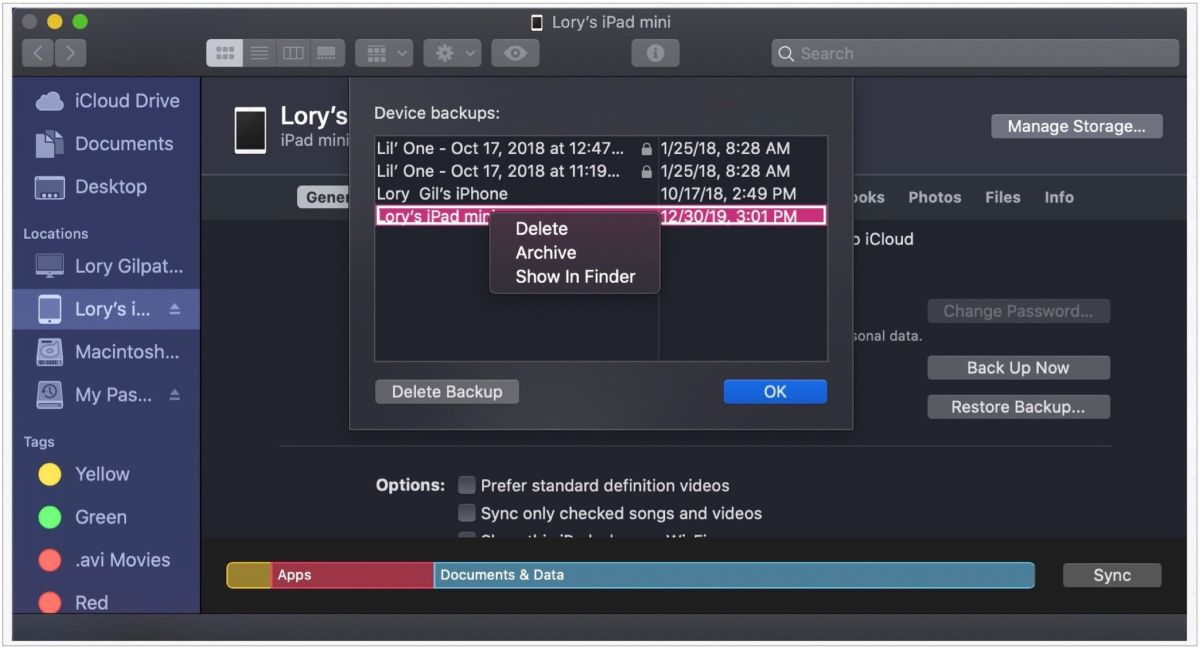 Lory's iPad mini
Search
iCloud Drive
Documents
Desktop
Locations
Lory Gilpat...
Lory's i...
Macintosh...
My Pas...
Tags
Yellow
Green
.avi Movies
Red
Lory's
iPad mini
Manage Storage...
Photos
Files
Info
iCloud
Change Password...
data.
Back Up Now
Restore Backup...
Device backups:
Lil' One - Oct 17, 2018 at 12:47... 1/25/18, 8:28 AM
Lil' One - Oct 17, 2018 at 11:19... 1/25/18, 8:28 AM
Lory Gil's iPhone 10/17/18, 2:49 PM
Lory's iPad mini 12/30/19, 3:01 PM
Delete
Archive
Show In Finder
Delete Backup
OK
Options:
Prefer standard definition videos
Sync only checked songs and videos
Apps
Documents & Data
Sync